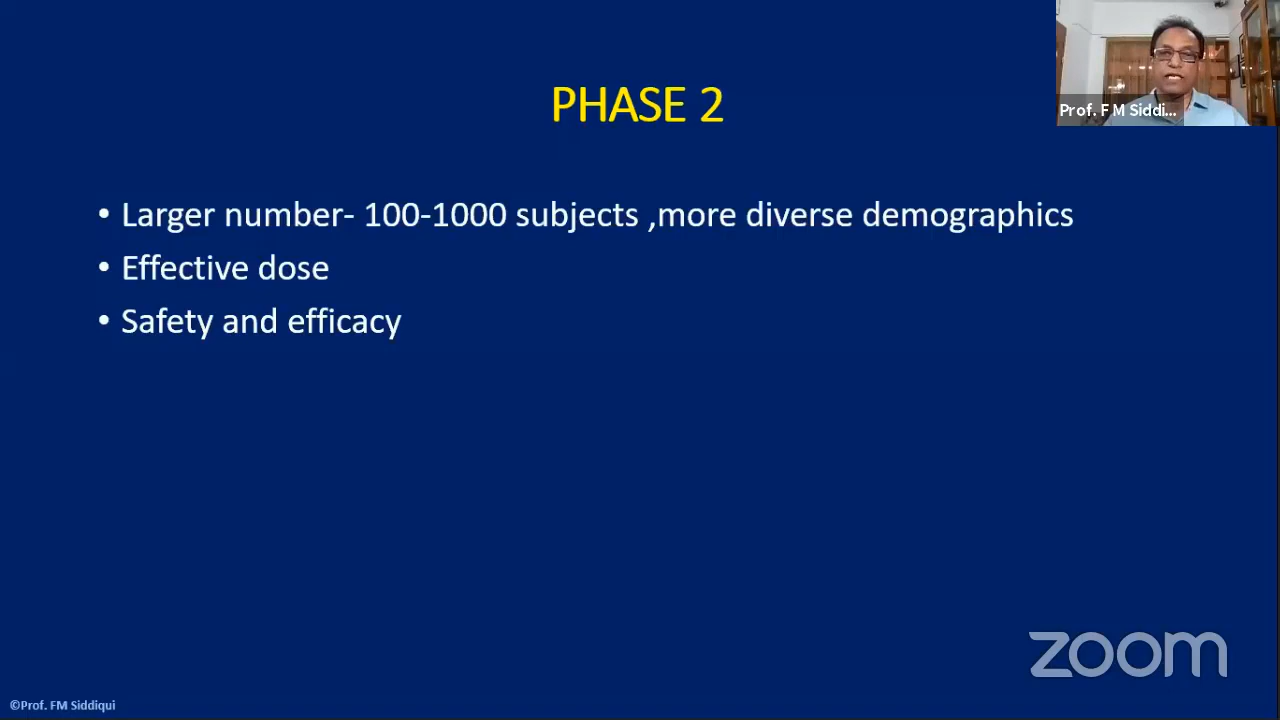 PHASE 2
Prof. F M Siddi...
• Larger number- 100-1000 subjects ,more diverse demographics
• Effective dose
• Safety and efficacy
zoom
©Prof. FM Siddiqui